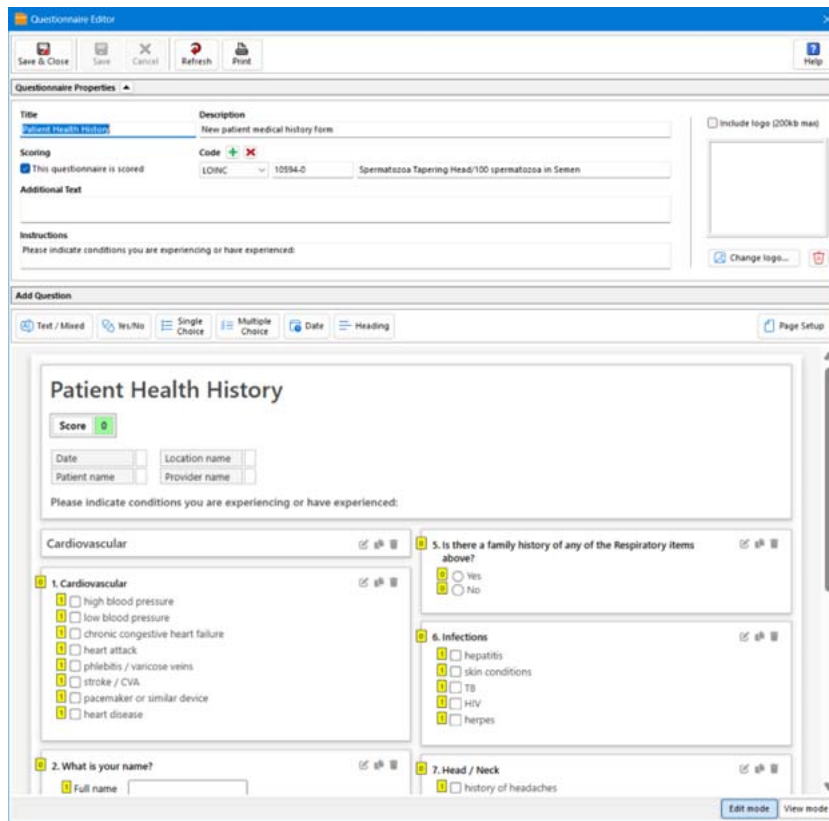 Questionnaire Editor
Save & Close
Save
Cancel
Refresh
Print
Help
Questionnaire Properties
Title
Description
Patient Health History
New patient medical history form
Include logo (200kb max)
Scoring
Code
This questionnaire is scored
LOINC
10594-0
Spermatozoa Tapering Head/100 spermatozoa in Semen
Additional Text
Instructions
Please indicate conditions you are experiencing or have experienced:
Change logo...
Add Question
Text / Mixed
Yes/No
Single
Choice
Multiple
Choice
Date
Heading
Page Setup
Patient Health History
Score 0
Date
Location name
Patient name
Provider name
Please indicate conditions you are experiencing or have experienced:
Cardiovascular
0 1. Cardiovascular
1 high blood pressure
1 low blood pressure
1 chronic congestive heart failure
1 heart attack
1 phlebitis / varicose veins
1 stroke / CVA
1 pacemaker or similar device
1 heart disease
0 2. What is your name?
1 Full name
0 5. Is there a family history of any of the Respiratory items
above?
0 Yes
0 No
0 6. Infections
1 hepatitis
1 skin conditions
1 TB
1 HIV
1 herpes
0 7. Head / Neck
1 history of headaches
Edit mode
View mode